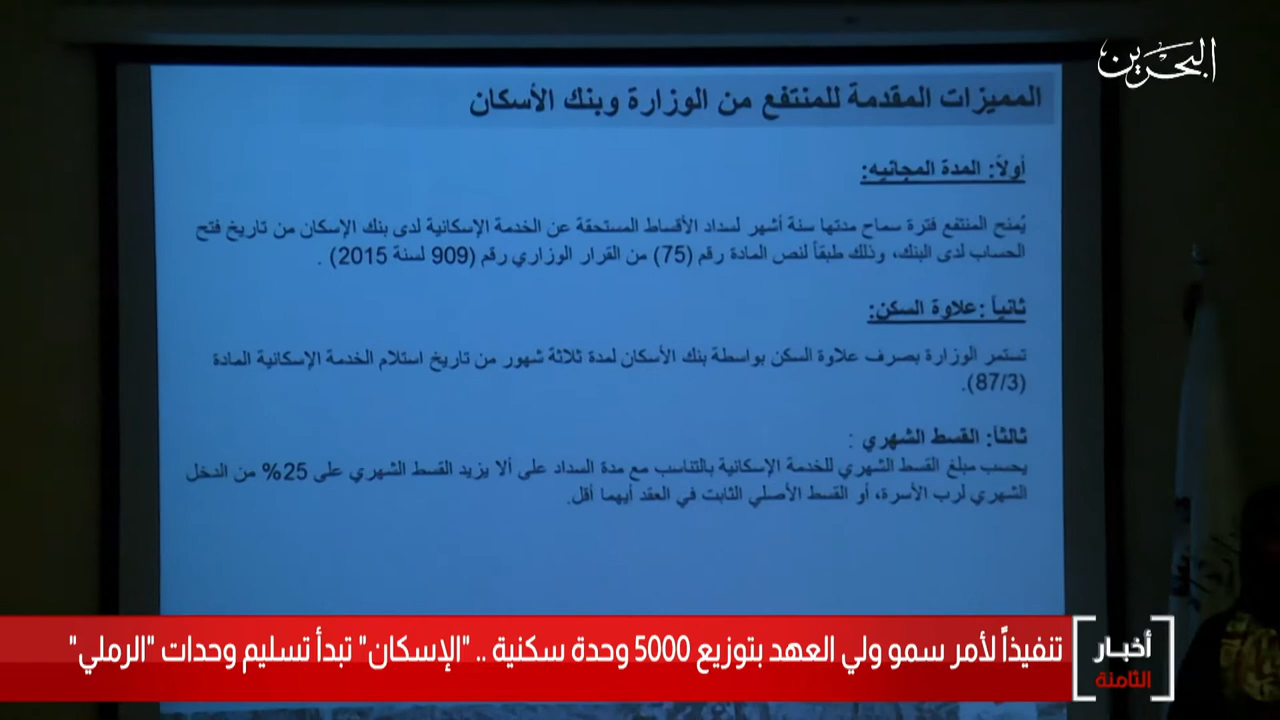 البحرين
المميزات المقدمة للمنتفع من الوزارة وبنك الأسكان
أولاً: المدة المجانيه:
يُمنح المنتفع فترة سماح مدتها ستة أشهر لسداد الأقساط المستحقة عن الخدمة الإسكانية لدى بنك الإسكان من تاريخ فتح
الحساب لدى البنك، وذلك طبقاً لنص المادة رقم (75) من القرار الوزاري رقم (909 لسنة 2015) .
ثانياً :علاوة السكن:
تستمر الوزارة بصرف علاوة السكن بواسطة بنك الأسكان لمدة ثلاثة شهور من تاريخ استلام الخدمة الإسكانية المادة
(87/3).
ثالثاً: القسط الشهري :
يحسب مبلغ القسط الشهري للخدمة الإسكانية بالتناسب مع مدة السداد على ألا يزيد القسط الشهري على 25% من الدخل
الشهري لرب الأسرة، أو القسط الأصلي الثابت في العقد أيهما أقل.
أخبار
الثامنة
تنفيذاً لأمر سمو ولي العهد بتوزيع 5000 وحدة سكنية .. "الإسكان" تبدأ تسليم وحدات "الرملي"